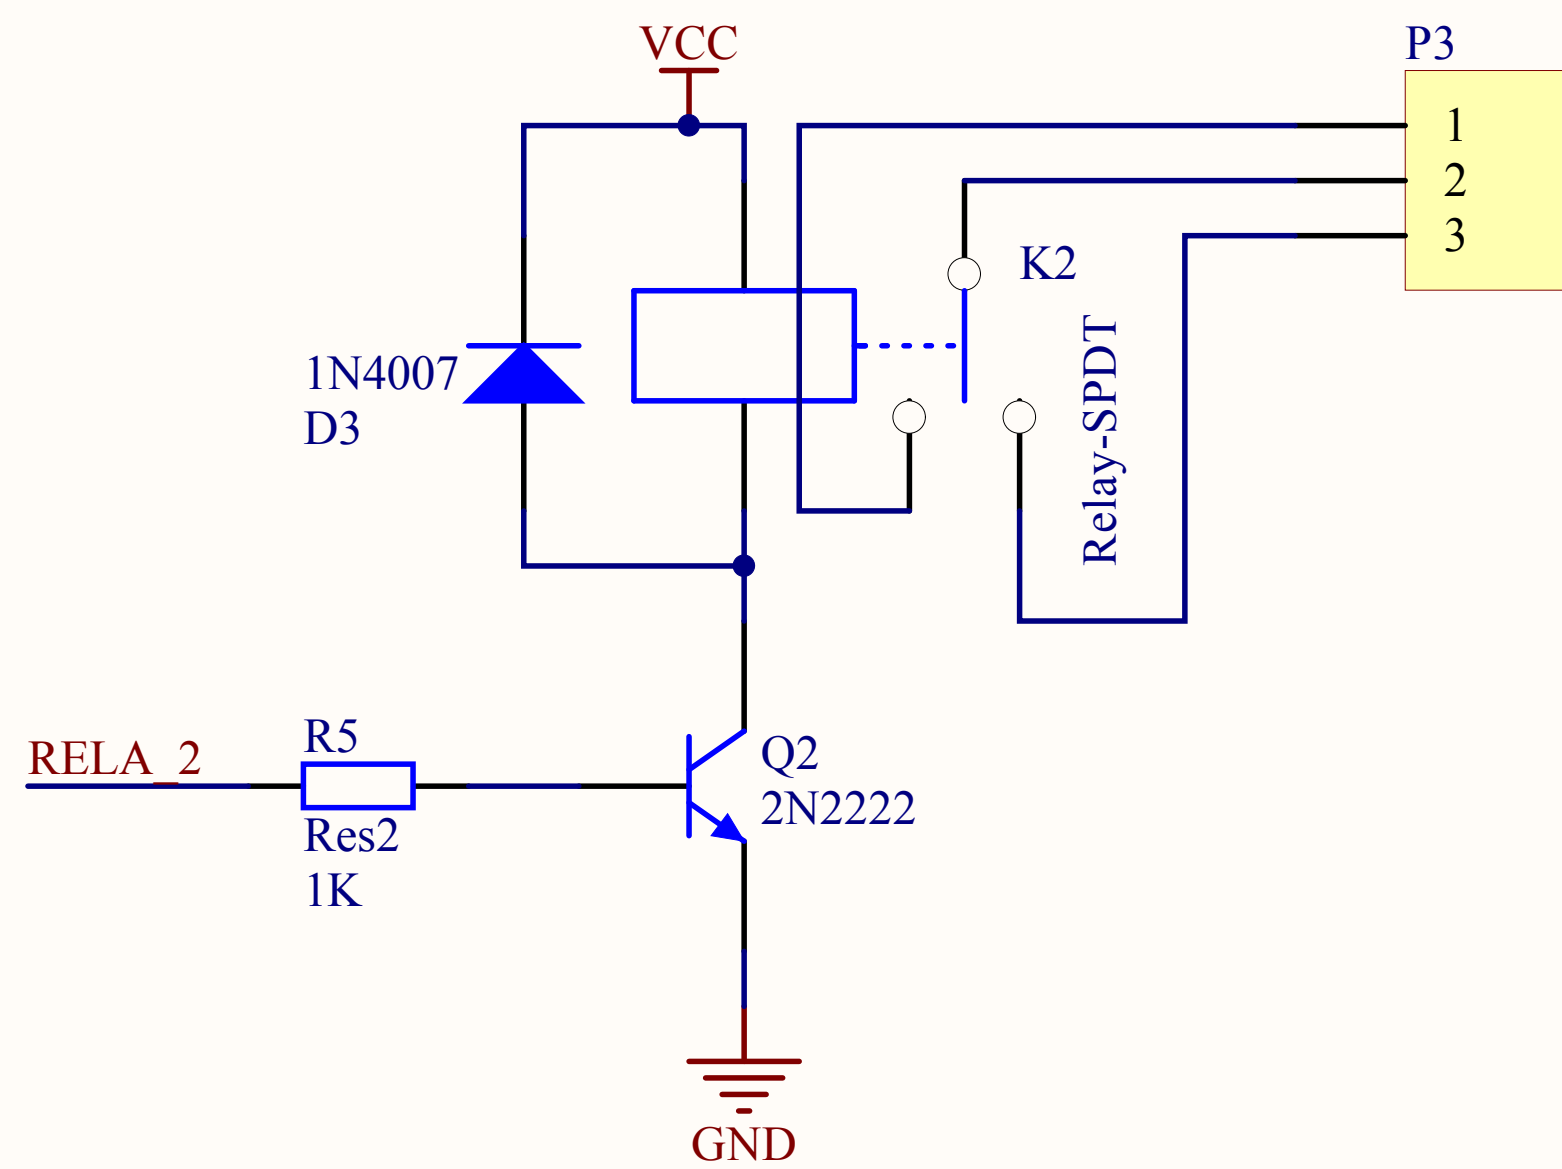 VCC
P3
1
2
3
K2
Relay-SPDT
1N4007
D3
R5
RELA_2
Res2
1K
Q2
2N2222
GND